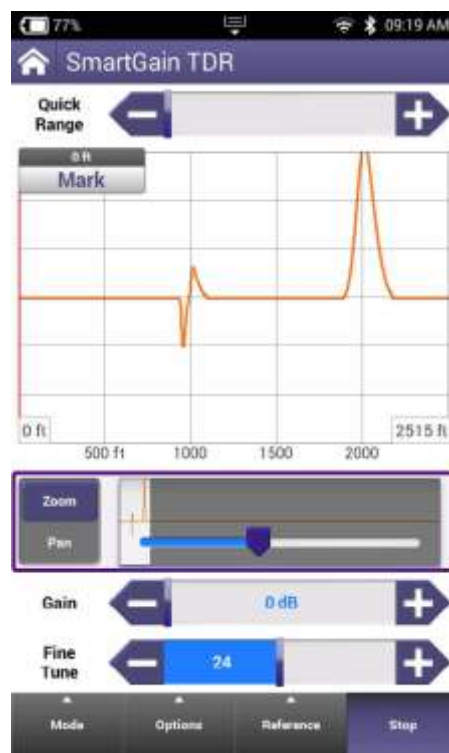 77%
09:19 AM
SmartGain TDR
Quick
Range
0 ft
Mark
0 ft
2515 ft
500 ft 1000 1500 2000
Zoom
Pan
Gain
0 dB
Fine
Tune
24
Mode Options Reference Stop